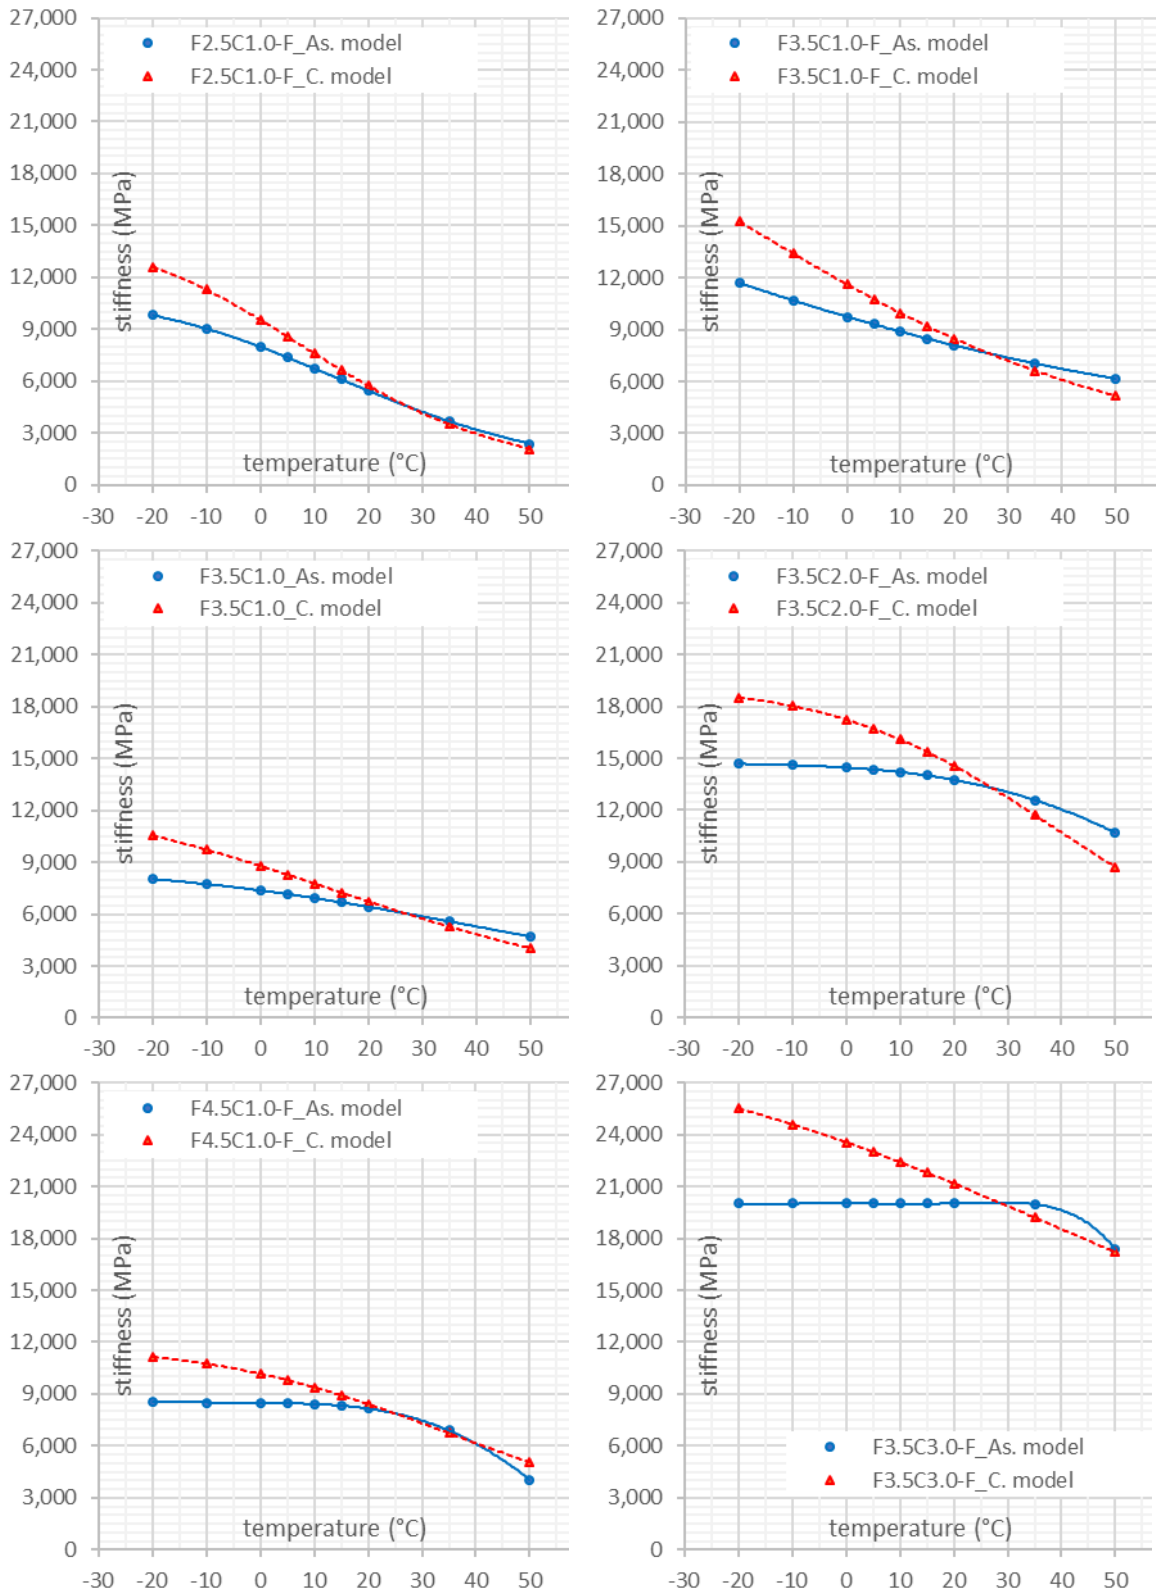 27,000
24,000
21,000
18,000
15,000
12,000
9,000
6,000
3,000
0
-30 -20 -10 0 10 20 30 40 50
stiffness (MPa)
temperature (°C)
F2.5C1.0-F_As. model
F2.5C1.0-F_C. model
27,000
24,000
21,000
18,000
15,000
12,000
9,000
6,000
3,000
0
-30 -20 -10 0 10 20 30 40 50
stiffness (MPa)
temperature (°C)
F3.5C1.0-F_As. model
F3.5C1.0-F_C. model
27,000
24,000
21,000
18,000
15,000
12,000
9,000
6,000
3,000
0
-30 -20 -10 0 10 20 30 40 50
stiffness (MPa)
temperature (°C)
F3.5C1.0_As. model
F3.5C1.0_C. model
27,000
24,000
21,000
18,000
15,000
12,000
9,000
6,000
3,000
0
-30 -20 -10 0 10 20 30 40 50
stiffness (MPa)
temperature (°C)
F3.5C2.0-F_As. model
F3.5C2.0-F_C. model
27,000
24,000
21,000
18,000
15,000
12,000
9,000
6,000
3,000
0
-30 -20 -10 0 10 20 30 40 50
stiffness (MPa)
temperature (°C)
F4.5C1.0-F_As. model
F4.5C1.0-F_C. model
27,000
24,000
21,000
18,000
15,000
12,000
9,000
6,000
3,000
0
-30 -20 -10 0 10 20 30 40 50
stiffness (MPa)
temperature (°C)
F3.5C3.0-F_As. model
F3.5C3.0-F_C. model